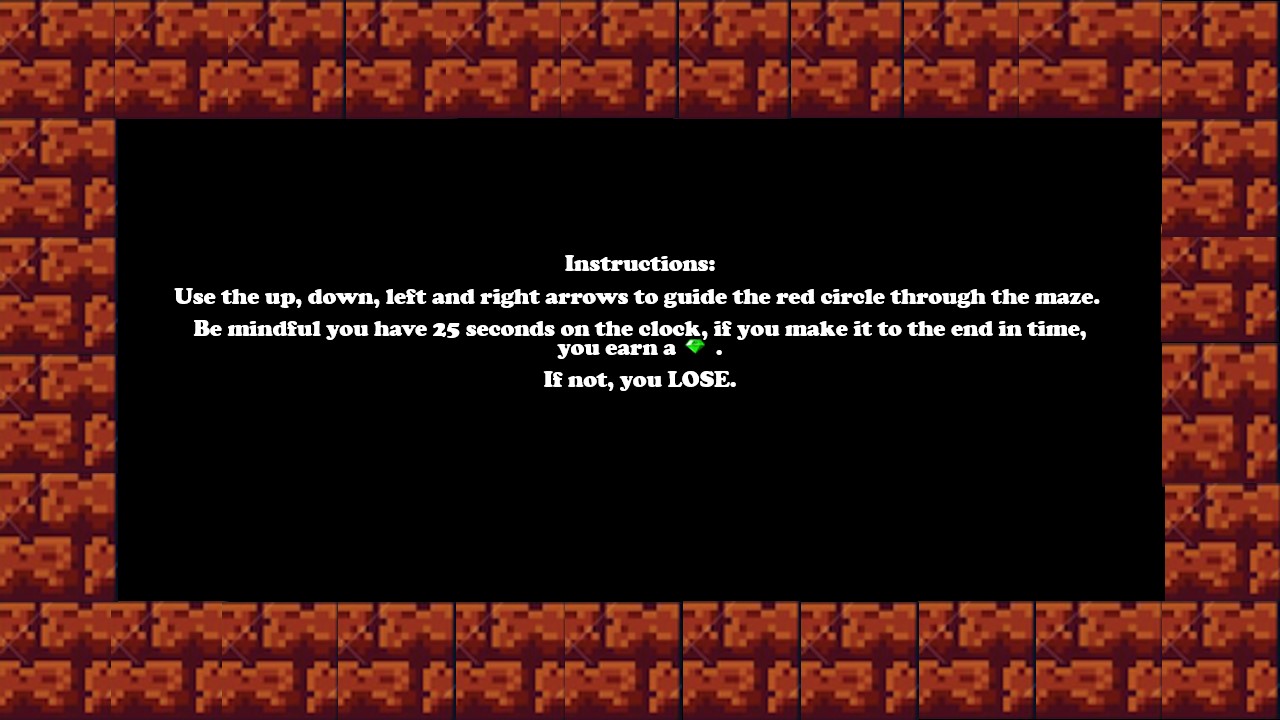 Instructions:
Use the up, down, left and right arrows to guide the red circle through the maze.
Be mindful you have 25 seconds on the clock, if you make it to the end in time,
you earn a .
If not, you LOSE.